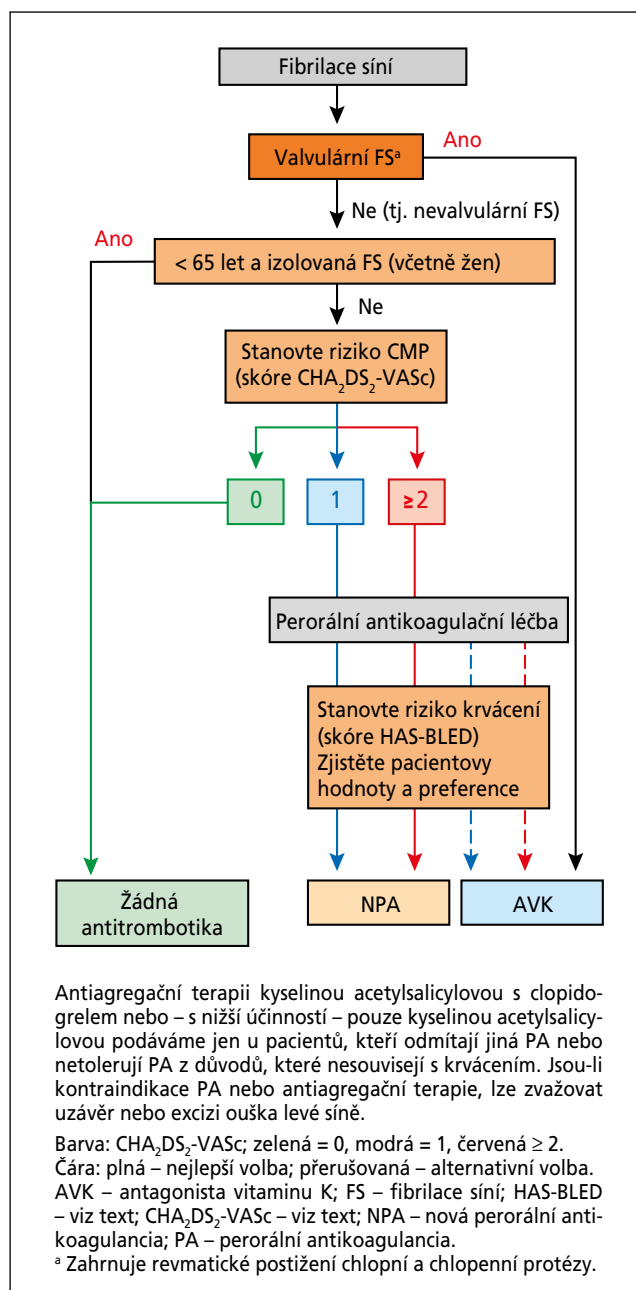 Fibrilace síní
Valvulární FSᵃ
Ano
Ne (tj. nevalvulární FS)
Ano
< 65 let a izolovaná FS (včetně žen)
Ne
Stanovte riziko CMP
(skóre CHA₂DS₂-VASc)
0
1
≥2
Perorální antikoagulační léčba
Stanovte riziko krvácení
(skóre HAS-BLED)
Zjistěte pacientovy
hodnoty a preference
Žádná
antitrombotika
NPA
AVK
Antiagregační terapii kyselinou acetylsalicylovou s clopido-
grelem nebo – s nižší účinností – pouze kyselinou acetylsalicy-
lovou podáváme jen u pacientů, kteří odmítají jiná PA nebo
netolerují PA z důvodů, které nesouvisejí s krvácením. Jsou-li
kontraindikace PA nebo antiagregační terapie, lze zvažovat
uzávěr nebo excizi ouška levé síně.
Barva: CHA₂DS₂-VASc; zelená = 0, modrá = 1, červená ≥ 2.
Čára: plná – nejlepší volba; přerušovaná – alternativní volba.
AVK – antagonista vitaminu K; FS – fibrilace síní; HAS-BLED
– viz text; CHA₂DS₂-VASc – viz text; NPA – nová perorální anti-
koagulancia; PA – perorální antikoagulancia.
ᵃ Zahrnuje revmatické postižení chlopní a chlopenní protézy.